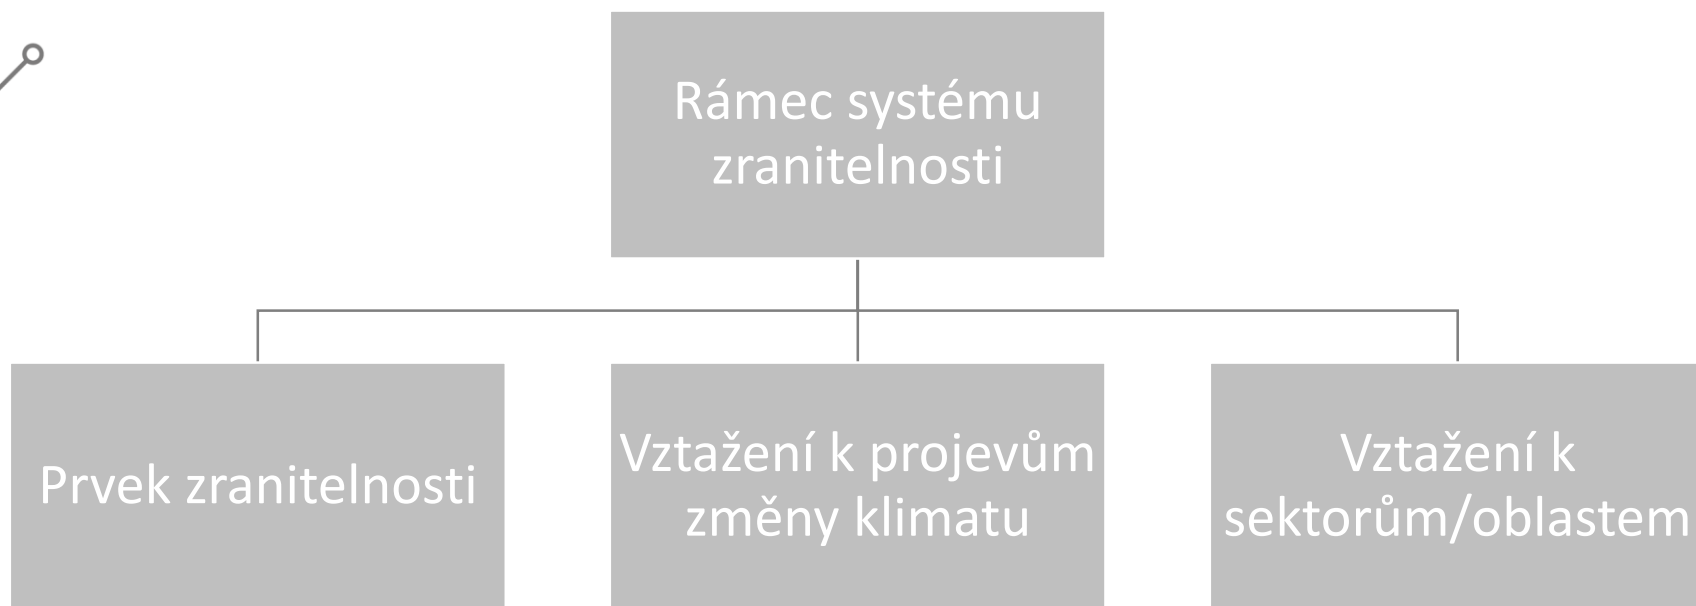 Rámec systému
zranitelnosti
Prvek zranitelnosti
Vztažení k projevům
změny klimatu
Vztažení k
sektorům/oblastem